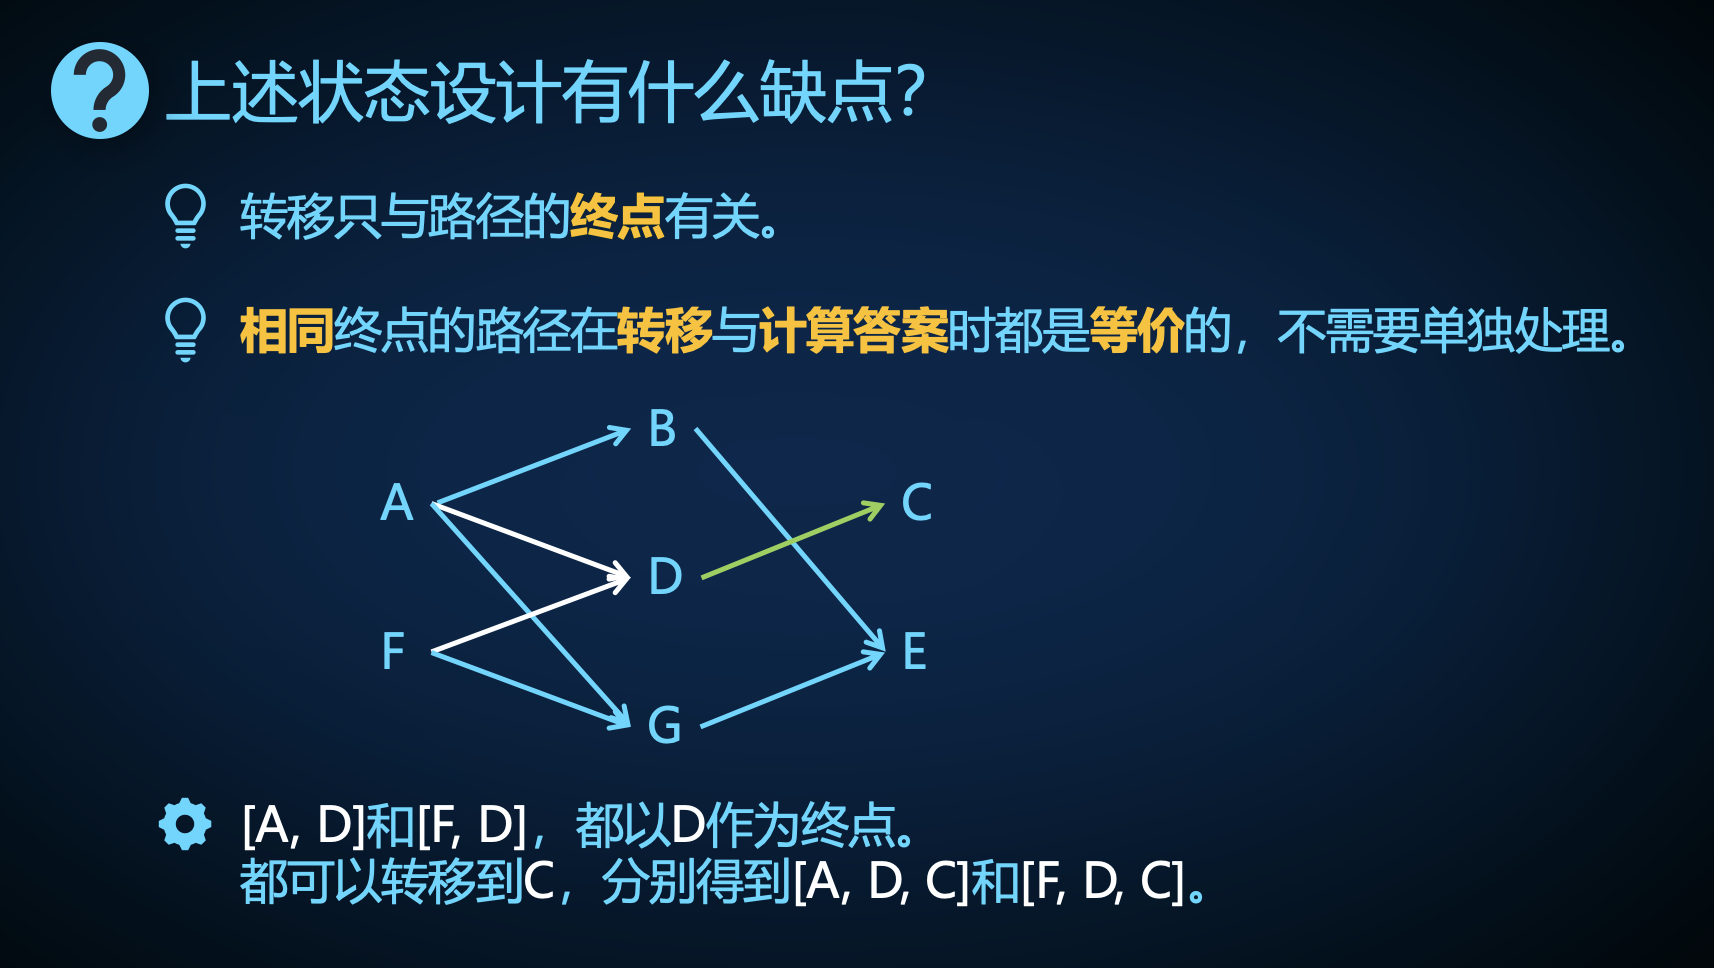 上述状态设计有什么缺点？
转移只与路径的终点有关。
相同终点的路径在转移与计算答案时都是等价的，不需要单独处理。
B
A
C
D
F
E
G
[A, D]和[F, D]，都以D作为终点。
都可以转移到C，分别得到[A, D, C]和[F, D, C]。